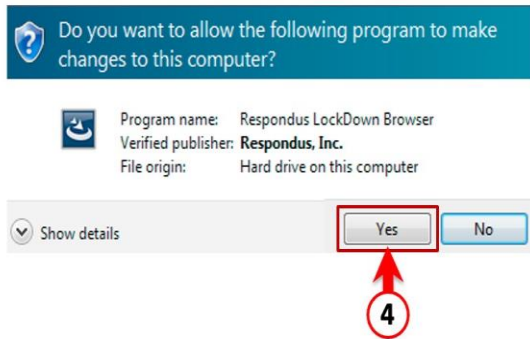 Do you want to allow the following program to make
changes to this computer?
Program name: Respondus LockDown Browser
Verified publisher: Respondus, Inc.
File origin: Hard drive on this computer
Show details
Yes
No
4